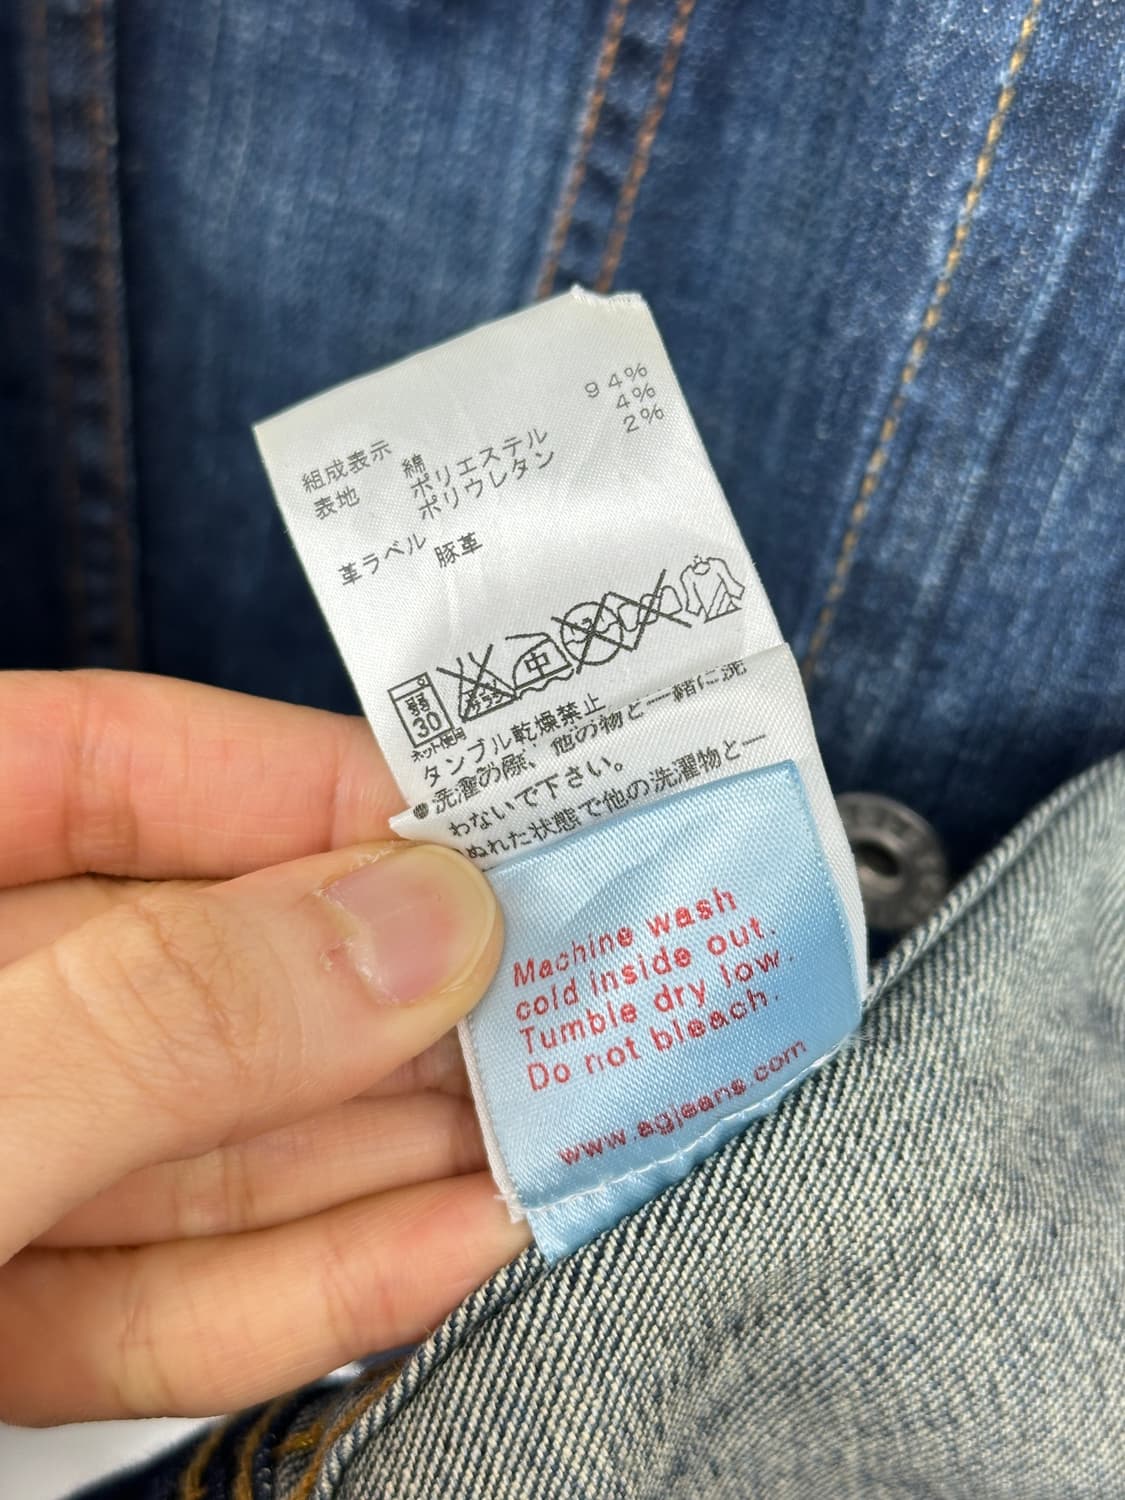 組成表示
表地 綿 94%
ポリエステル 4%
ポリウレタン 2%
革ラベル 豚革
弱
30
中
ネット使用
タンブル乾燥禁止
●洗濯の際、他の物と一緒に洗
わないで下さい。
ぬれた状態で他の洗濯物と一
Machine wash
cold inside out.
Tumble dry low.
Do not bleach.
www.agjeans.com